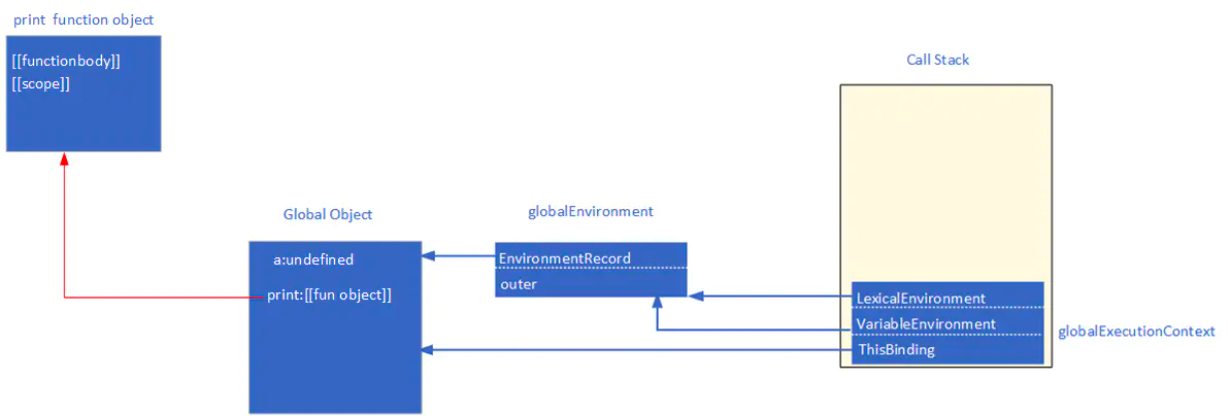 print function object
[[functionbody]]
[[scope]]
Call Stack
Global Object
globalEnvironment
a:undefined
EnvironmentRecord
print:[[fun object]]
outer
LexicalEnvironment
VariableEnvironment
globalExecutionContext
ThisBinding